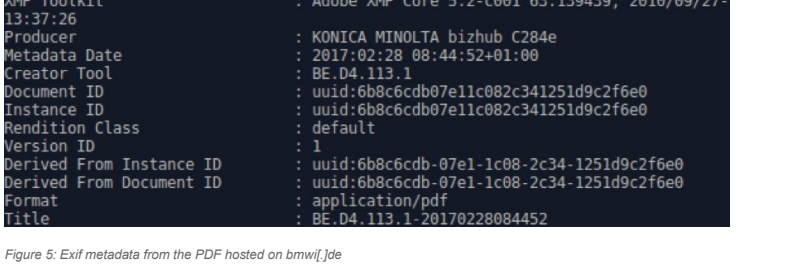 XMP Toolkit : Adobe XMP Core 5.2-c001 63.139439, 2010/09/27-
13:37:26
Producer : KONICA MINOLTA bizhub C284e
Metadata Date : 2017:02:28 08:44:52+01:00
Creator Tool : BE.D4.113.1
Document ID : uuid:6b8c6cdb07e11c082c341251d9c2f6e0
Instance ID : uuid:6b8c6cdb07e11c082c341251d9c2f6e0
Rendition Class : default
Version ID : 1
Derived From Instance ID : uuid:6b8c6cdb-07e1-1c08-2c34-1251d9c2f6e0
Derived From Document ID : uuid:6b8c6cdb-07e1-1c08-2c34-1251d9c2f6e0
Format : application/pdf
Title : BE.D4.113.1-20170228084452
Figure 5: Exif metadata from the PDF hosted on bmwi[.]de